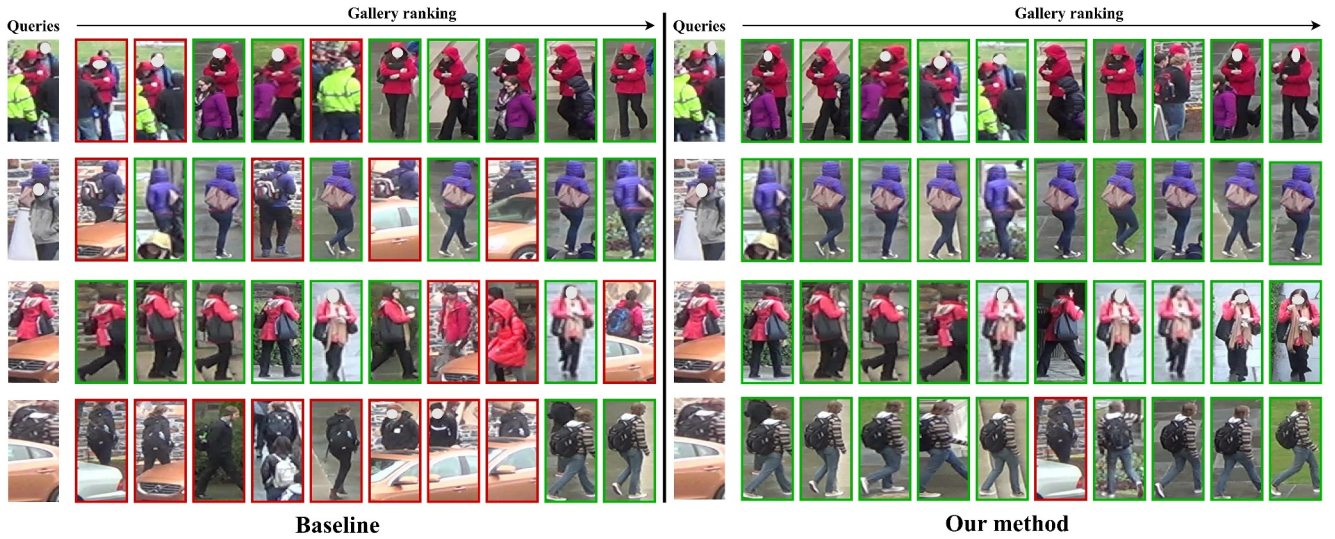 Gallery ranking
Queries
Gallery ranking
Queries
Baseline
Our method